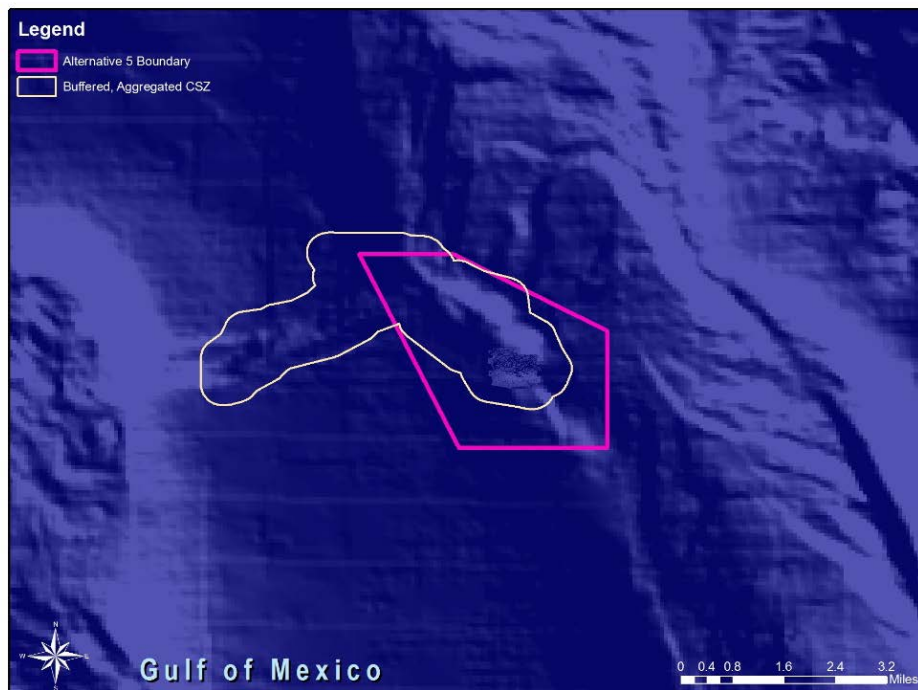 Legend
Alternative 5 Boundary
Buffered, Aggregated CSZ
N
W
E
S
Gulf of Mexico
0 0.4 0.8 1.6 2.4 3.2
Miles